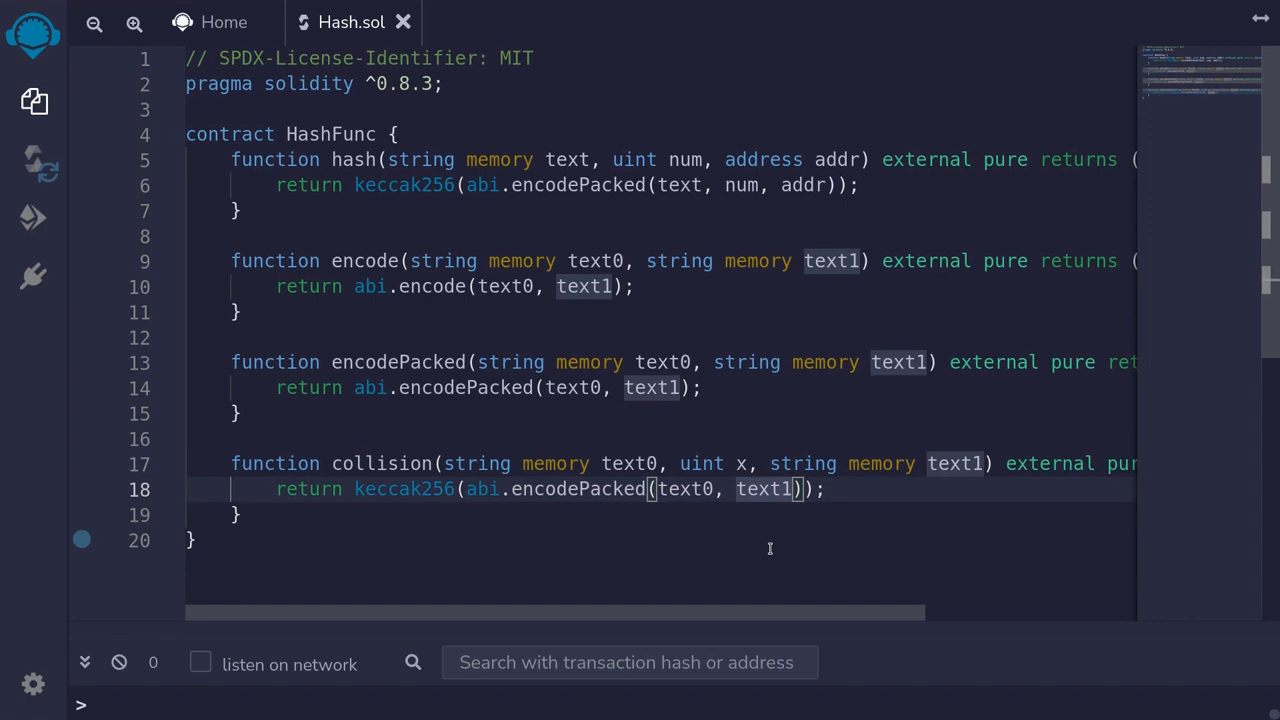 Home
Hash.sol
1 // SPDX-License-Identifier: MIT
2 pragma solidity ^0.8.3;
3
4 contract HashFunc {
5 function hash(string memory text, uint num, address addr) external pure returns (
6 return keccak256(abi.encodePacked(text, num, addr));
7 }
8
9 function encode(string memory text0, string memory text1) external pure returns (
10 return abi.encode(text0, text1);
11 }
12
13 function encodePacked(string memory text0, string memory text1) external pure ret
14 return abi.encodePacked(text0, text1);
15 }
16
17 function collision(string memory text0, uint x, string memory text1) external pur
18 return keccak256(abi.encodePacked(text0, text1));
19 }
20 }
0 listen on network Search with transaction hash or address
>